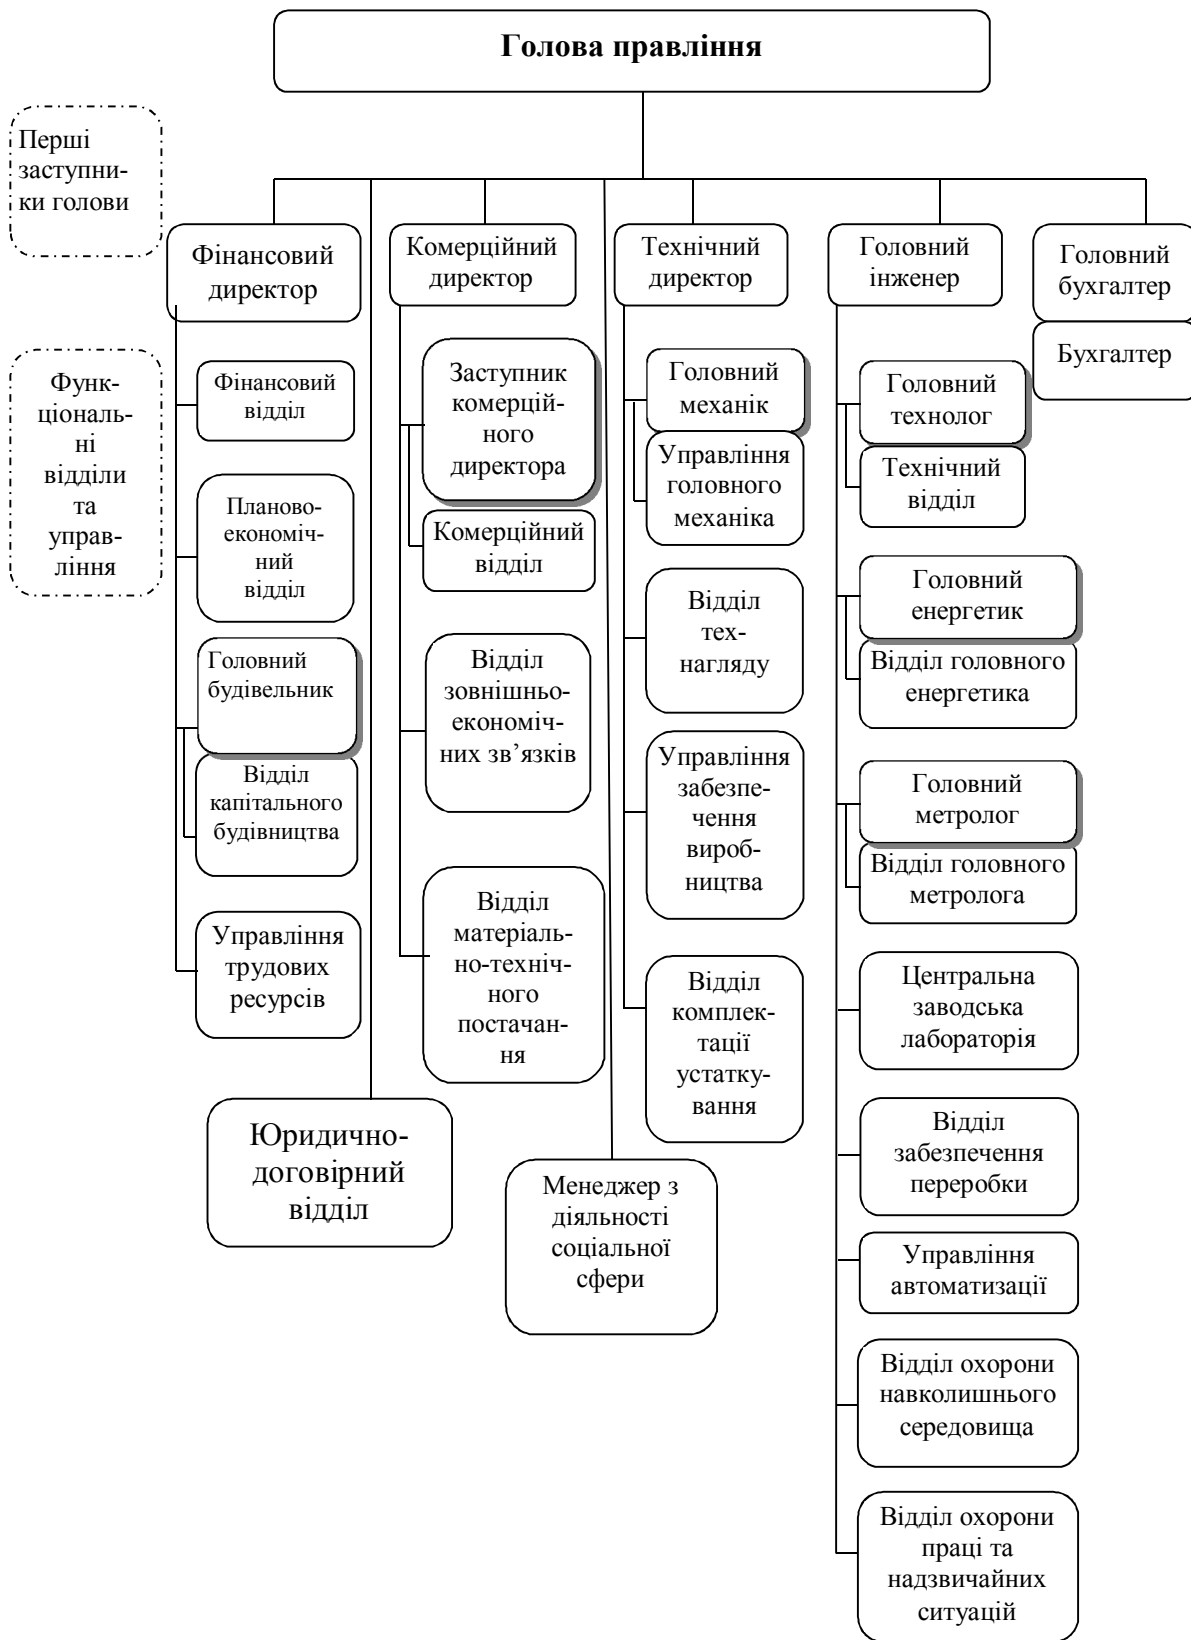 Голова правління
Перші
заступни-
ки голови
Фінансовий
директор
Комерційний
директор
Технічний
директор
Головний
інженер
Головний
бухгалтер
Бухгалтер
Функ-
ціональ-
ні
відділи
та
управ-
ління
Фінансовий
відділ
Планово-
економіч-
ний
відділ
Головний
будівельник
Відділ
капітального
будівництва
Управління
трудових
ресурсів
Юридично-
договірний
відділ
Заступник
комерцій-
ного
директора
Комерційний
відділ
Відділ
зовнішньо-
економіч-
них зв’язків
Відділ
матеріаль-
но-техніч-
ного
постачан-
ня
Менеджер з
діяльності
соціальної
сфери
Головний
механік
Управління
головного
механіка
Відділ
тех-
нагляду
Управління
забезпе-
чення
вироб-
ництва
Відділ
комплек-
тації
устатку-
вання
Головний
технолог
Технічний
відділ
Головний
енергетик
Відділ головного
енергетика
Головний
метролог
Відділ головного
метролога
Центральна
заводська
лабораторія
Відділ
забезпечення
переробки
Управління
автоматизації
Відділ охорони
навколишнього
середовища
Відділ охорони
праці та
надзвичайних
ситуацій